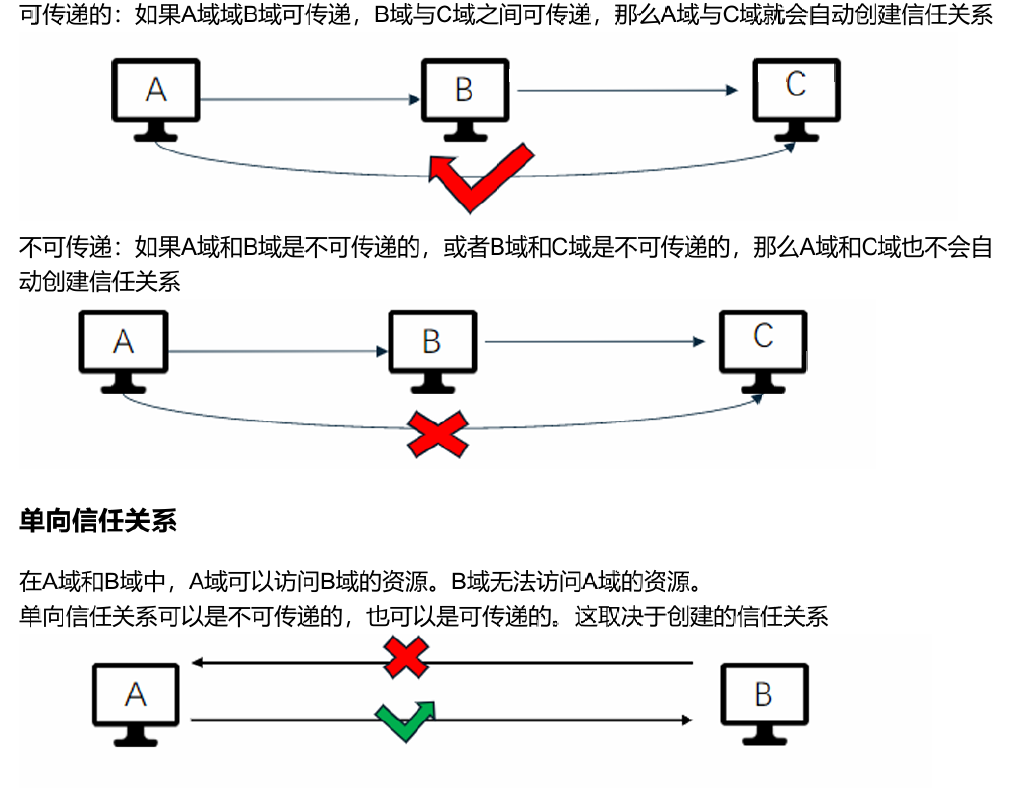 可传递的：如果A域域B域可传递，B域与C域之间可传递，那么A域与C域就会自动创建信任关系
A
B
C
不可传递：如果A域和B域是不可传递的，或者B域和C域是不可传递的，那么A域和C域也不会自
动创建信任关系
A
B
C
单向信任关系
在A域和B域中，A域可以访问B域的资源。B域无法访问A域的资源。
单向信任关系可以是不可传递的，也可以是可传递的。这取决于创建的信任关系
A
B